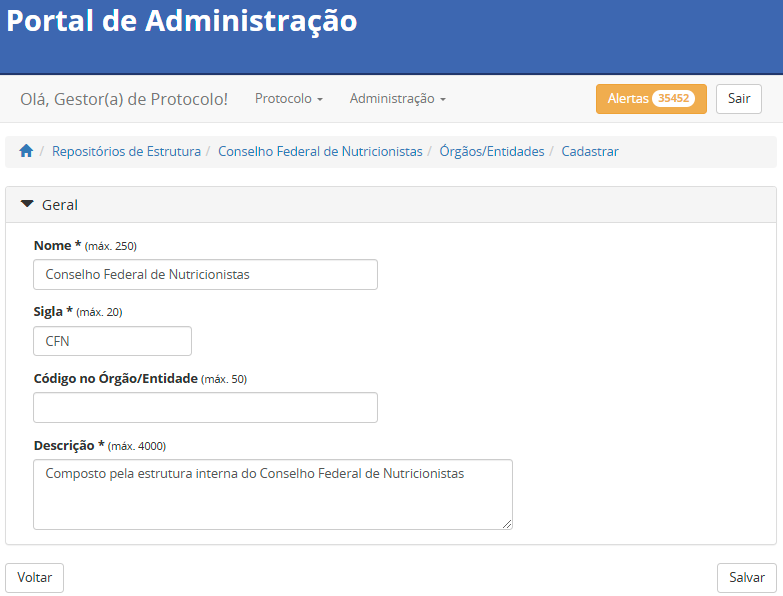 Portal de Administração
Olá, Gestor(a) de Protocolo! Protocolo Administração Alertas 35452 Sair
/ Repositórios de Estrutura / Conselho Federal de Nutricionistas / Órgãos/Entidades / Cadastrar
Geral
Nome * (máx. 250)
Conselho Federal de Nutricionistas
Sigla * (máx. 20)
CFN
Código no Órgão/Entidade (máx. 50)
Descrição * (máx. 4000)
Composto pela estrutura interna do Conselho Federal de Nutricionistas
Voltar Salvar